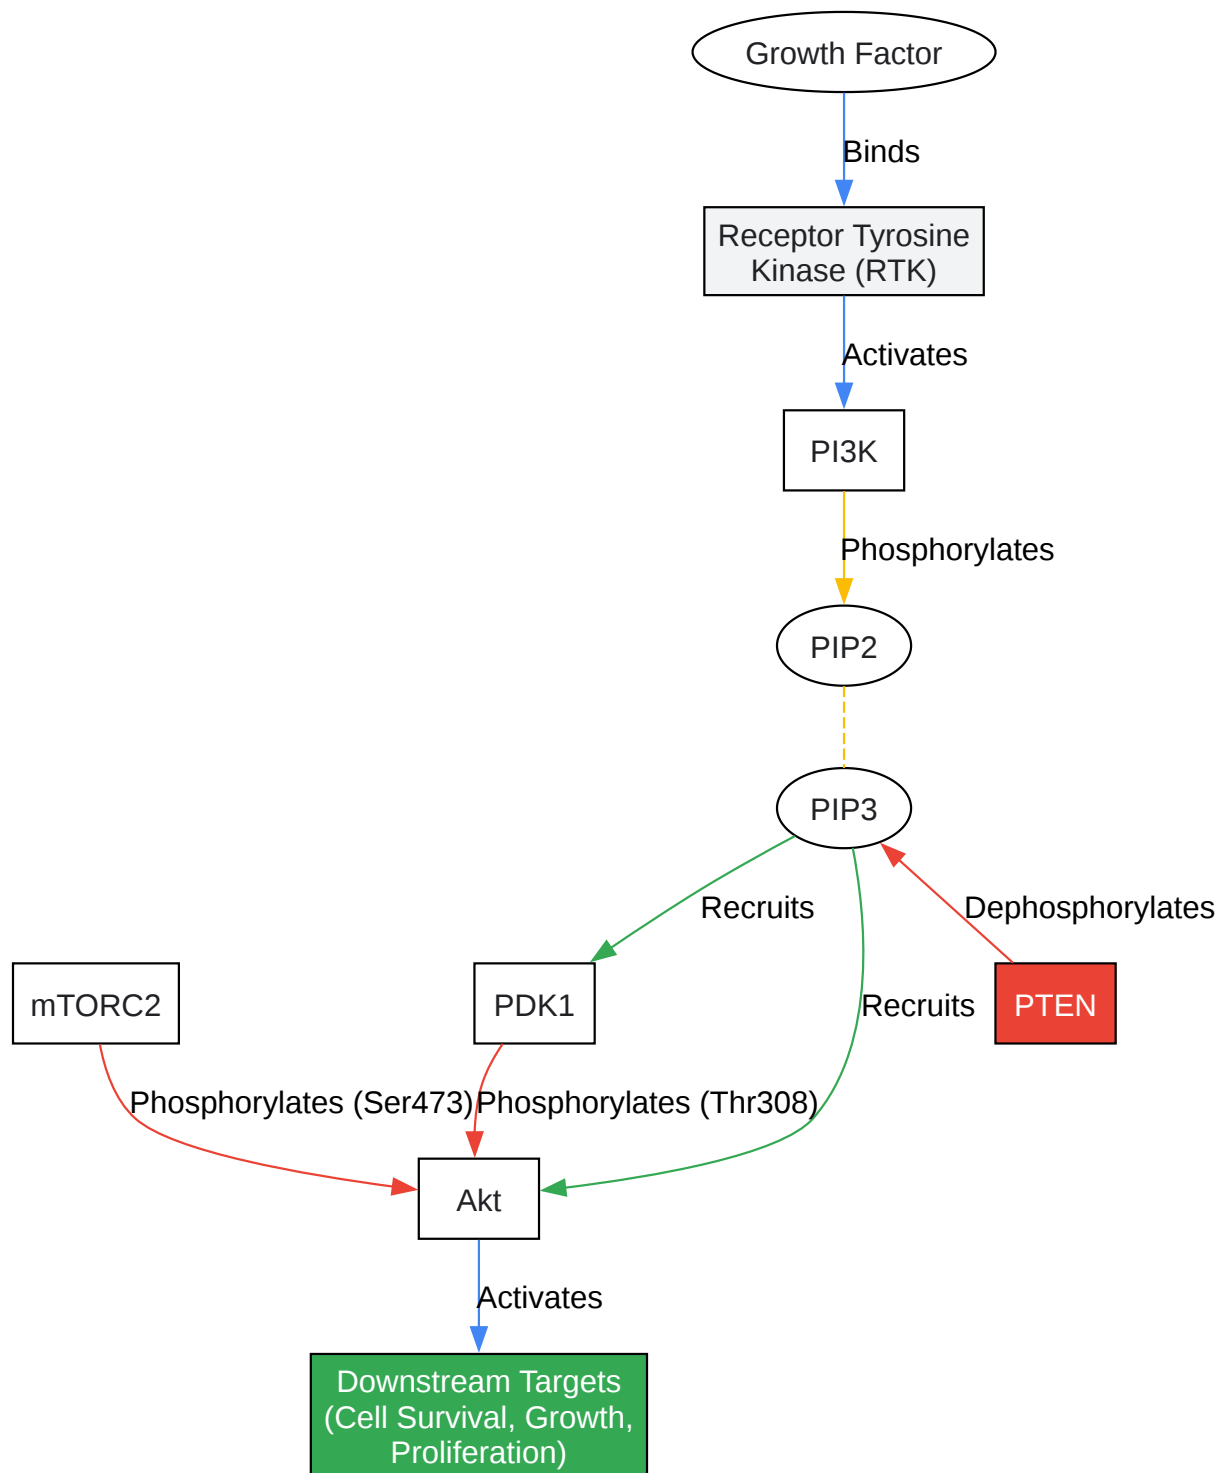 Growth Factor
Binds
Receptor Tyrosine
Kinase (RTK)
Activates
PI3K
Phosphorylates
PIP2
PIP3
Recruits
Dephosphorylates
mTORC2
PDK1
Recruits
PTEN
Phosphorylates (Ser473)
Phosphorylates (Thr308)
Akt
Activates
Downstream Targets
(Cell Survival, Growth,
Proliferation)